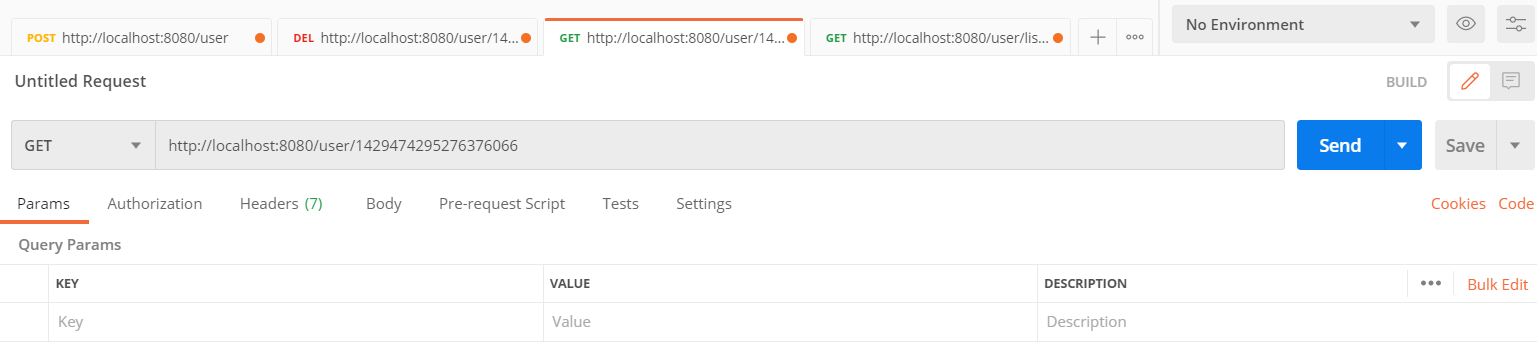 POST http://localhost:8080/user DEL http://localhost:8080/user/14... GET http://localhost:8080/user/14... GET http://localhost:8080/user/lis... No Environment
Untitled Request BUILD
GET http://localhost:8080/user/1429474295276376066 Send Save
Params Authorization Headers (7) Body Pre-request Script Tests Settings Cookies Code
Query Params
KEY VALUE DESCRIPTION Bulk Edit
Key Value Description